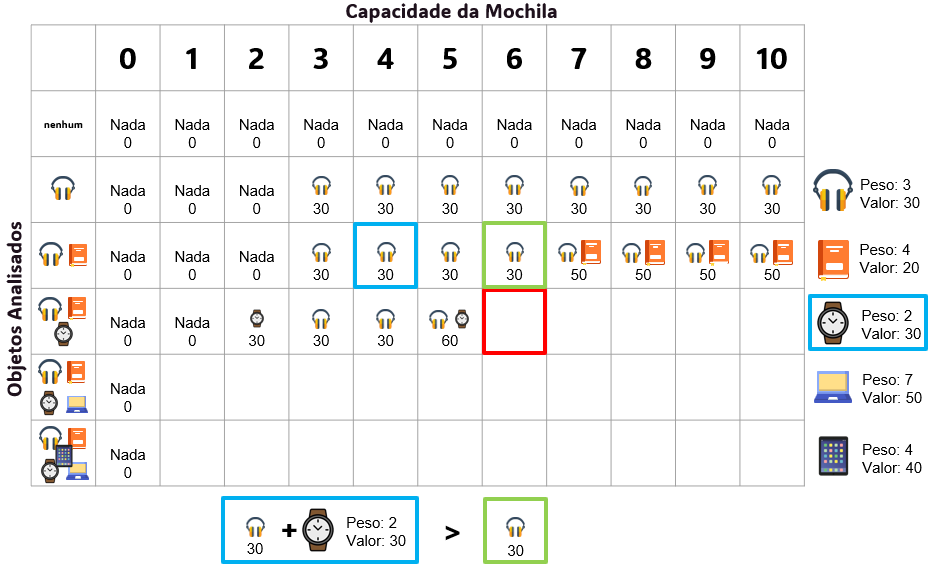 Capacidade da Mochila
0 1 2 3 4 5 6 7 8 9 10
Objetos Analisados
nenhum
Nada Nada Nada Nada Nada Nada Nada Nada Nada Nada Nada
0 0 0 0 0 0 0 0 0 0 0
Nada Nada Nada
0 0 0 30 30 30 30 30 30 30 30
Peso: 3
Valor: 30
Nada Nada Nada
0 0 0 30 30 30 30 50 50 50 50
Peso: 4
Valor: 20
Nada Nada
0 0 30 30 30 60
Peso: 2
Valor: 30
Nada
0
Peso: 7
Valor: 50
Nada
0
Peso: 4
Valor: 40
30 + Peso: 2
Valor: 30
>
30